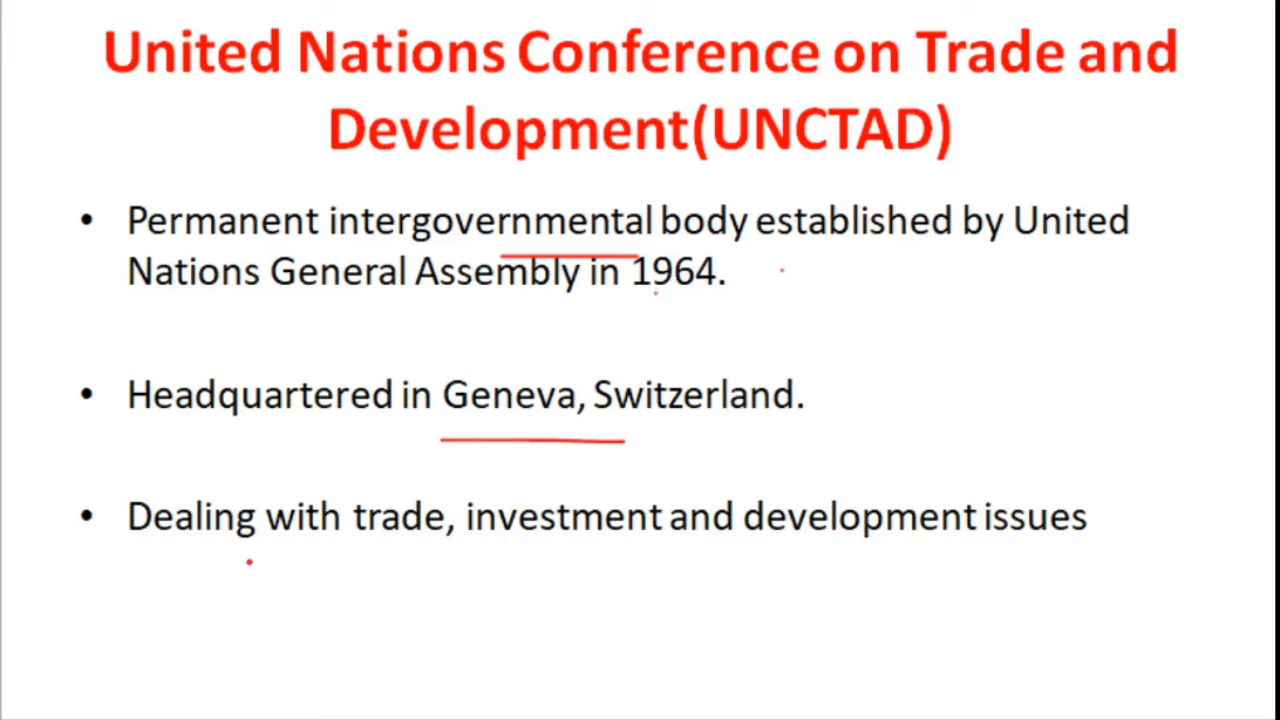 United Nations Conference on Trade and
Development(UNCTAD)
• Permanent intergovernmental body established by United
Nations General Assembly in 1964.
• Headquartered in Geneva, Switzerland.
• Dealing with trade, investment and development issues